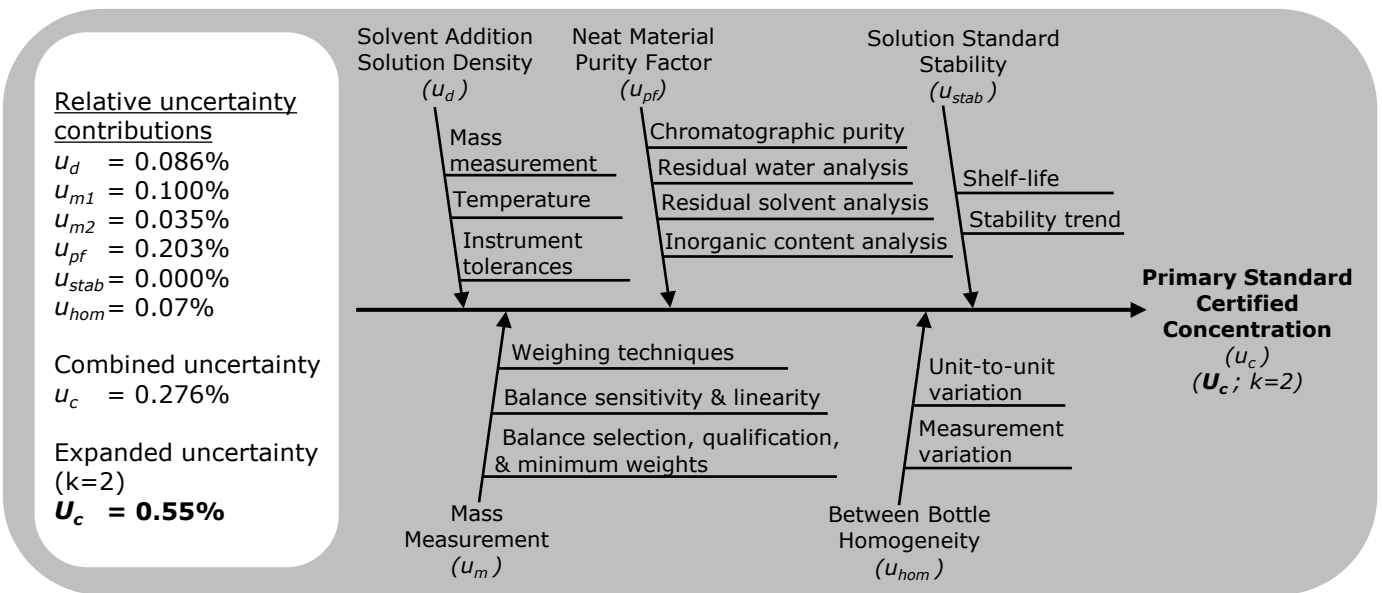 Relative uncertainty
contributions
u_d = 0.086%
u_m1 = 0.100%
u_m2 = 0.035%
u_pf = 0.203%
u_stab = 0.000%
u_hom = 0.07%
Combined uncertainty
u_c = 0.276%
Expanded uncertainty
(k=2)
U_c = 0.55%
Solvent Addition
Solution Density
(u_d)
Mass
measurement
Temperature
Instrument
tolerances
Neat Material
Purity Factor
(u_pf)
Chromatographic purity
Residual water analysis
Residual solvent analysis
Inorganic content analysis
Solution Standard
Stability
(u_stab)
Shelf-life
Stability trend
Weighing techniques
Balance sensitivity & linearity
Balance selection, qualification,
& minimum weights
Mass
Measurement
(u_m)
Unit-to-unit
variation
Measurement
variation
Between Bottle
Homogeneity
(u_hom)
Primary Standard
Certified
Concentration
(u_c)
(U_c; k=2)